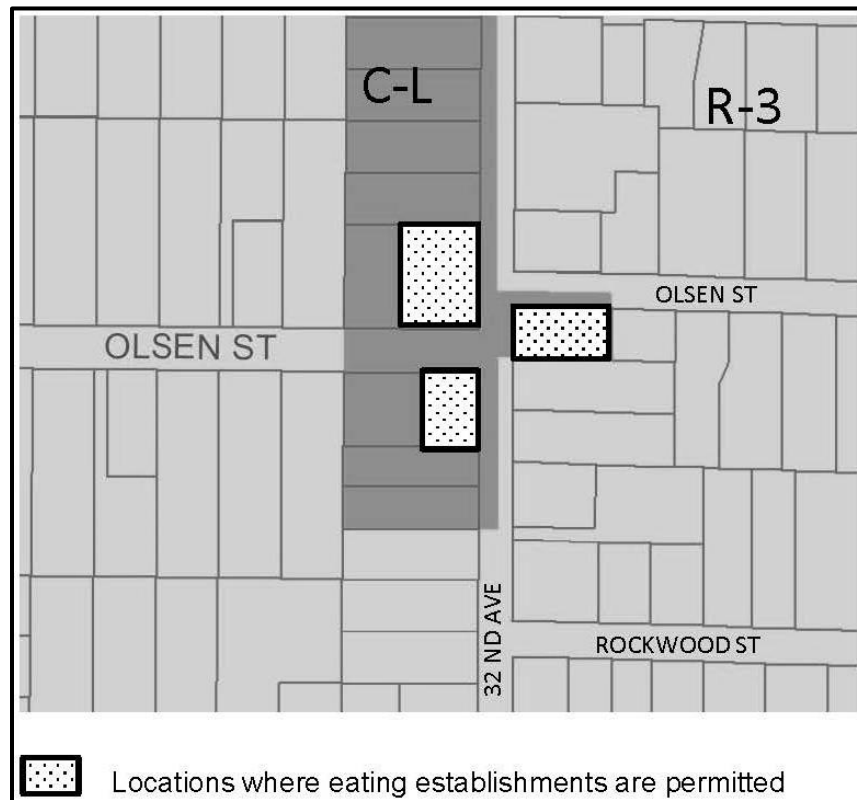 C-L
R-3
OLSEN ST
OLSEN ST
32 ND AVE
ROCKWOOD ST
Locations where eating establishments are permitted